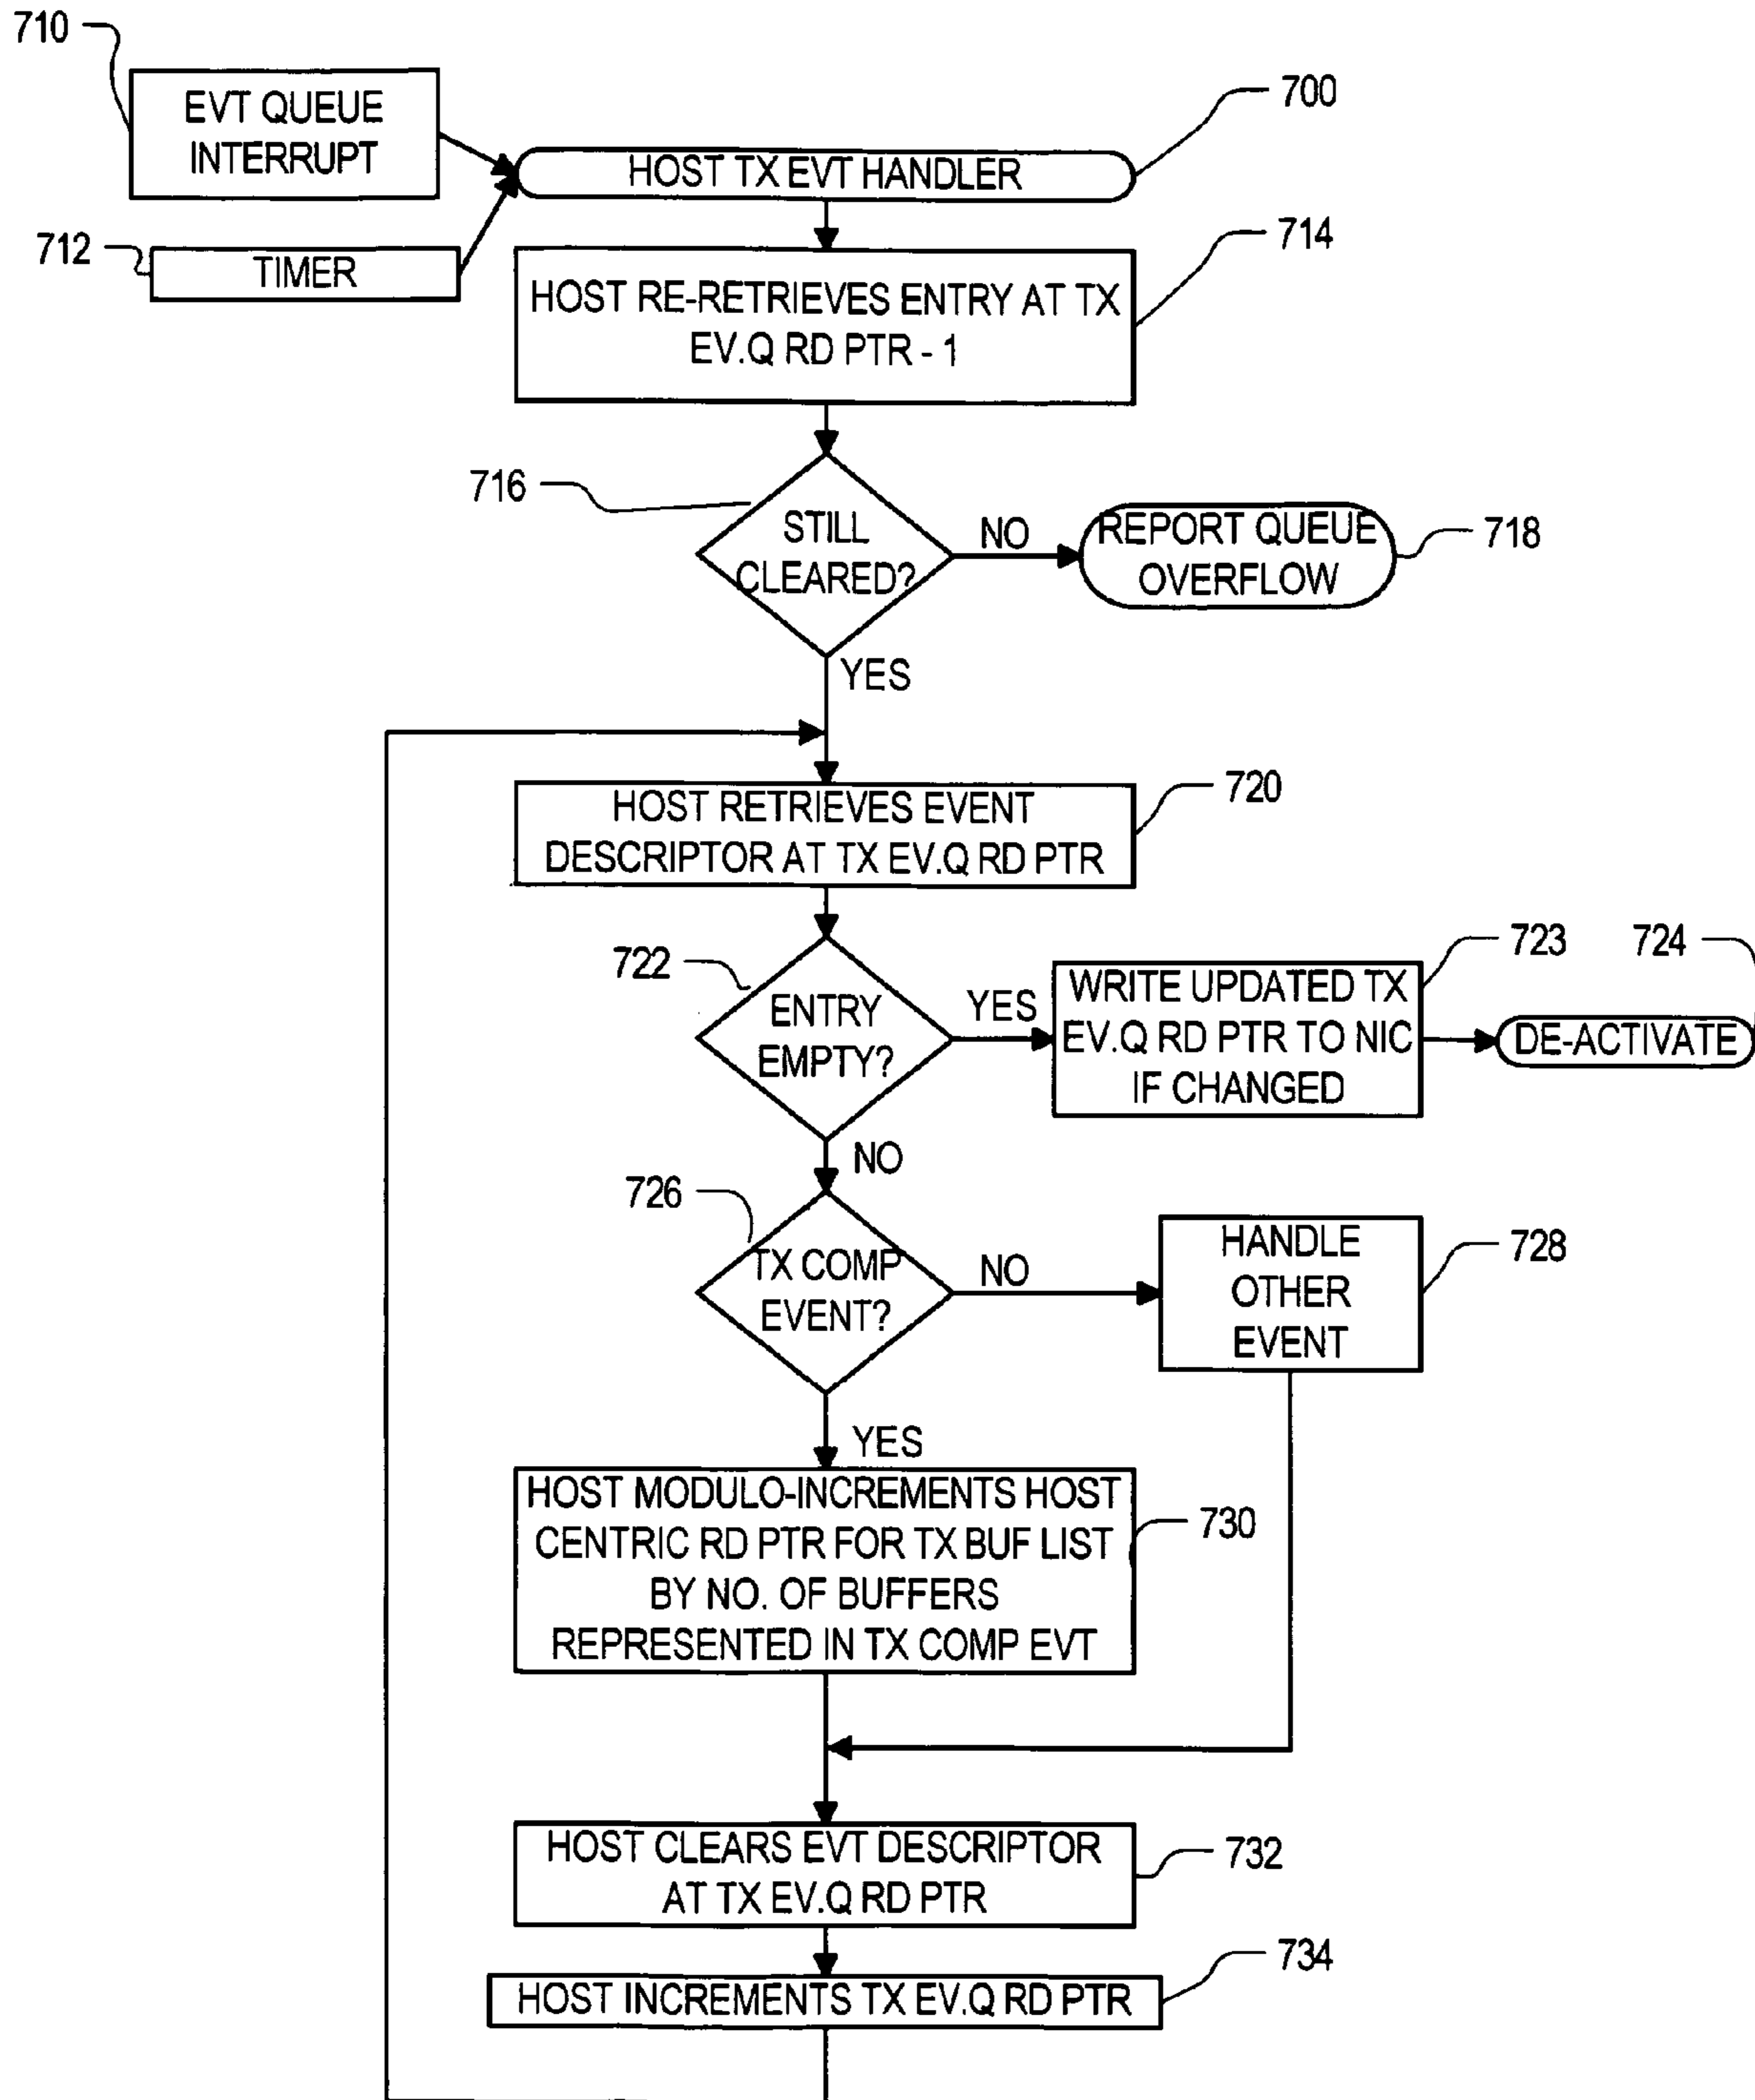 710
EVT QUEUE
INTERRUPT
700
HOST TX EVT HANDLER
712
TIMER
714
HOST RE-RETRIEVES ENTRY AT TX
EV.Q RD PTR - 1
716
STILL
CLEARED?
NO
REPORT QUEUE
OVERFLOW
718
YES
720
HOST RETRIEVES EVENT
DESCRIPTOR AT TX EV.Q RD PTR
722
ENTRY
EMPTY?
YES
WRITE UPDATED TX
EV.Q RD PTR TO NIC
IF CHANGED
723
724
DE-ACTIVATE
NO
726
TX COMP
EVENT?
NO
HANDLE
OTHER
EVENT
728
YES
HOST MODULO-INCREMENTS HOST
CENTRIC RD PTR FOR TX BUF LIST
BY NO. OF BUFFERS
REPRESENTED IN TX COMP EVT
730
HOST CLEARS EVT DESCRIPTOR
AT TX EV.Q RD PTR
732
734
HOST INCREMENTS TX EV.Q RD PTR